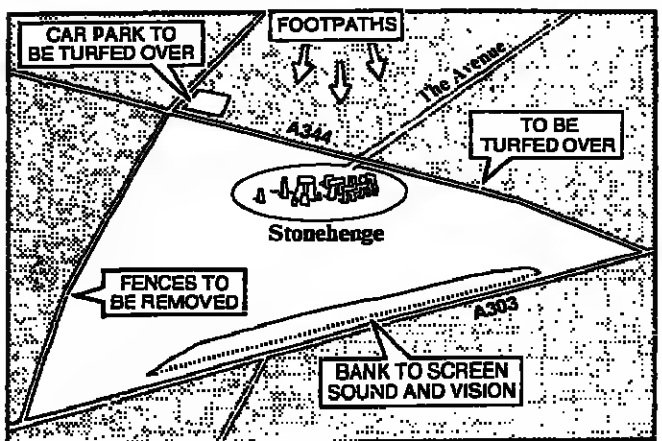 CAR PARK TO
BE TURFED OVER
FOOTPATHS
The Avenue
A344
TO BE
TURFED OVER
Stonehenge
FENCES TO
BE REMOVED
A303
BANK TO SCREEN
SOUND AND VISION